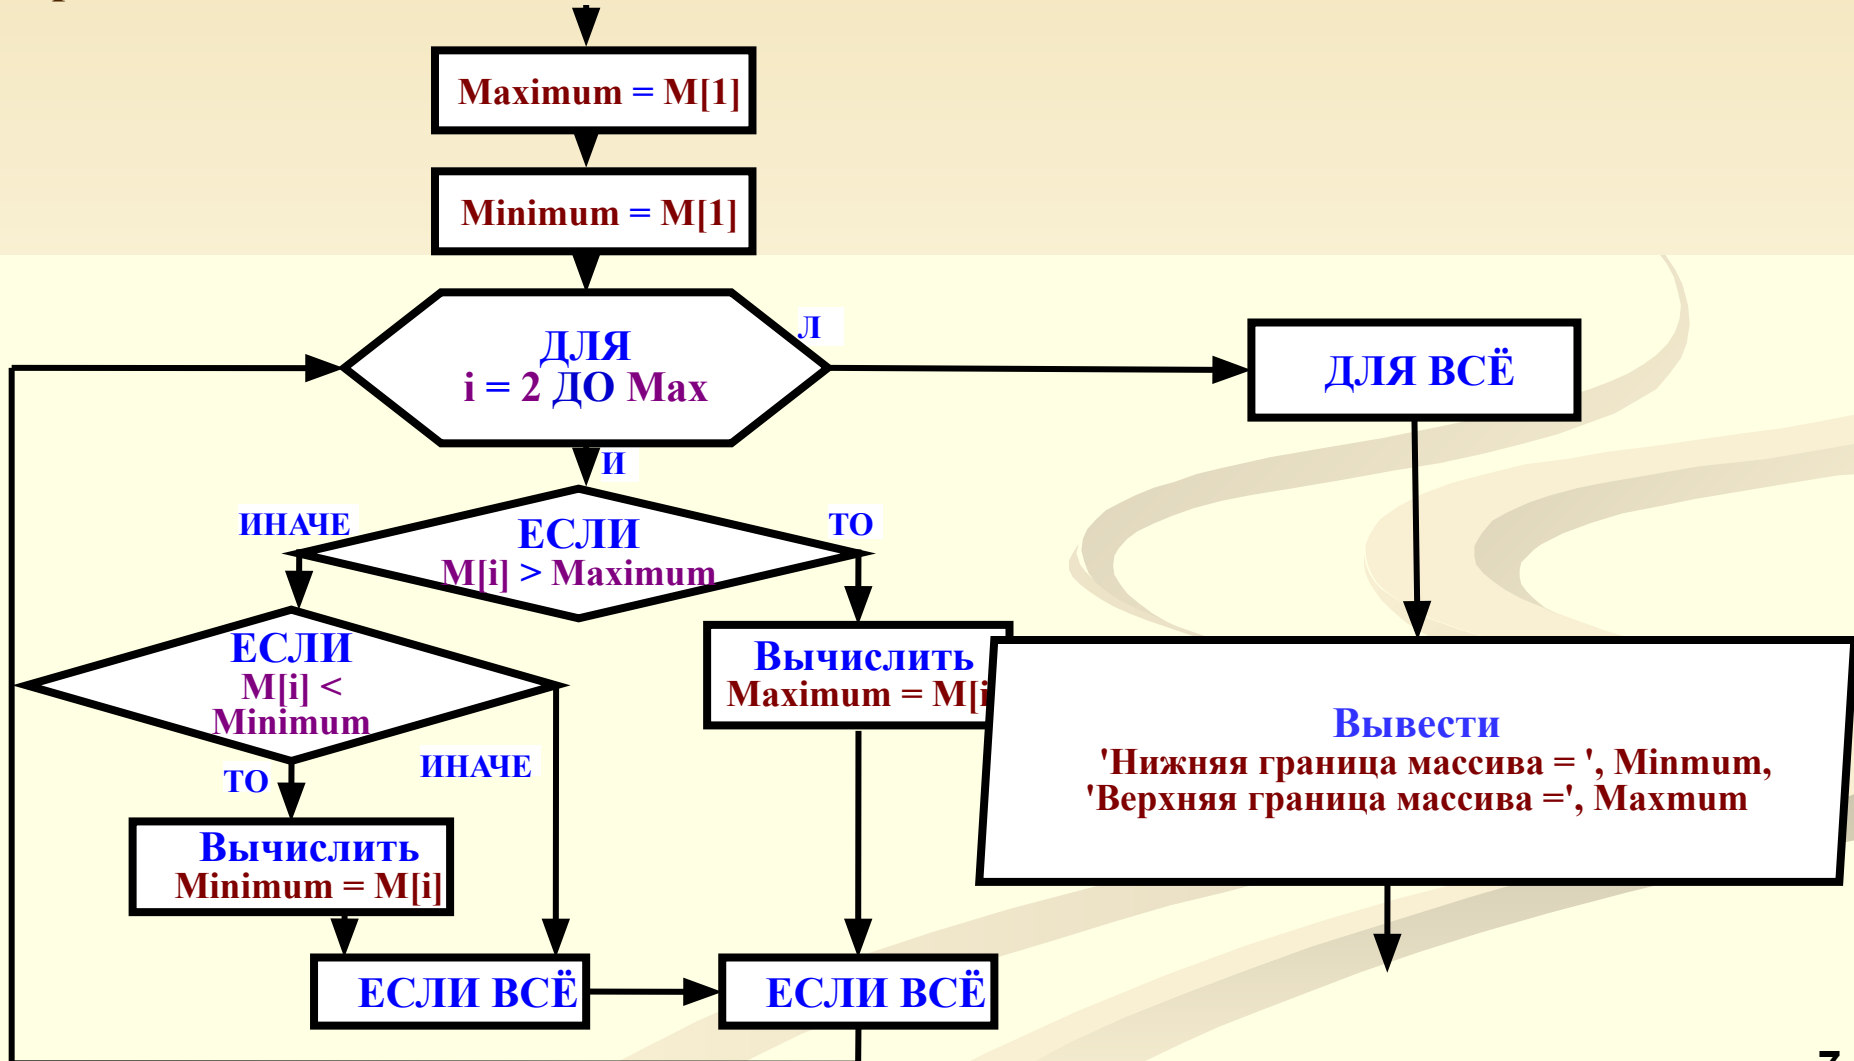 Maximum = M[1]
Minimum = M[1]
ДЛЯ
i = 2 ДО Max
Л
ДЛЯ ВСЁ
И
ИНАЧЕ
ЕСЛИ
M[i] > Maximum
ТО
ЕСЛИ
M[i] <
Minimum
Вычислить
Maximum = M[i
ТО
ИНАЧЕ
Вывести
'Нижняя граница массива = ', Minmum,
'Верхняя граница массива =', Maxmum
Вычислить
Minimum = M[i]
ЕСЛИ ВСЁ
ЕСЛИ ВСЁ